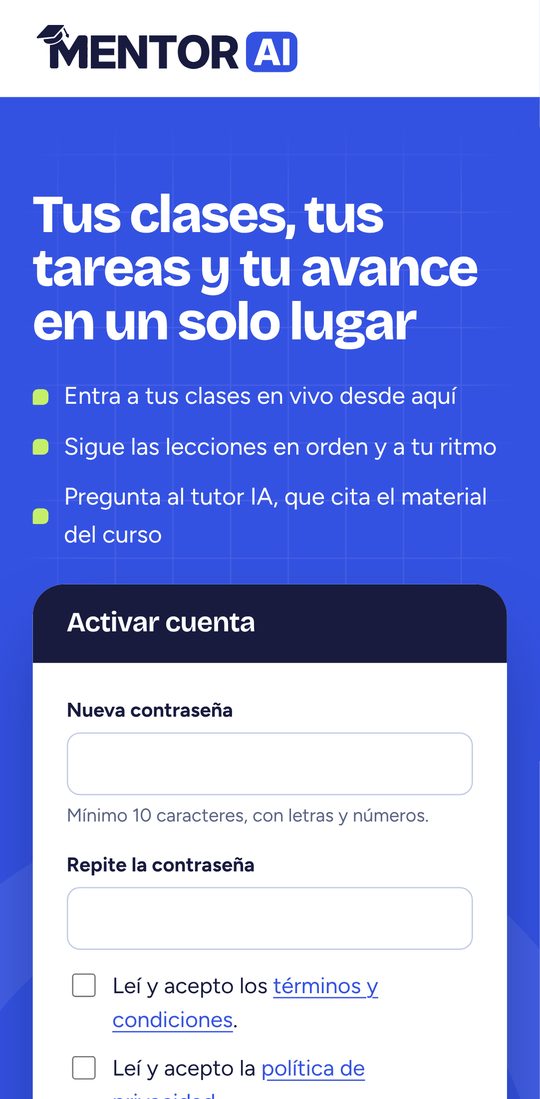 MENTOR AI
Tus clases, tus
tareas y tu avance
en un solo lugar
Entra a tus clases en vivo desde aquí
Sigue las lecciones en orden y a tu ritmo
Pregunta al tutor IA, que cita el material
del curso
Activar cuenta
Nueva contraseña
Mínimo 10 caracteres, con letras y números.
Repite la contraseña
Leí y acepto los términos y
condiciones.
Leí y acepto la política de